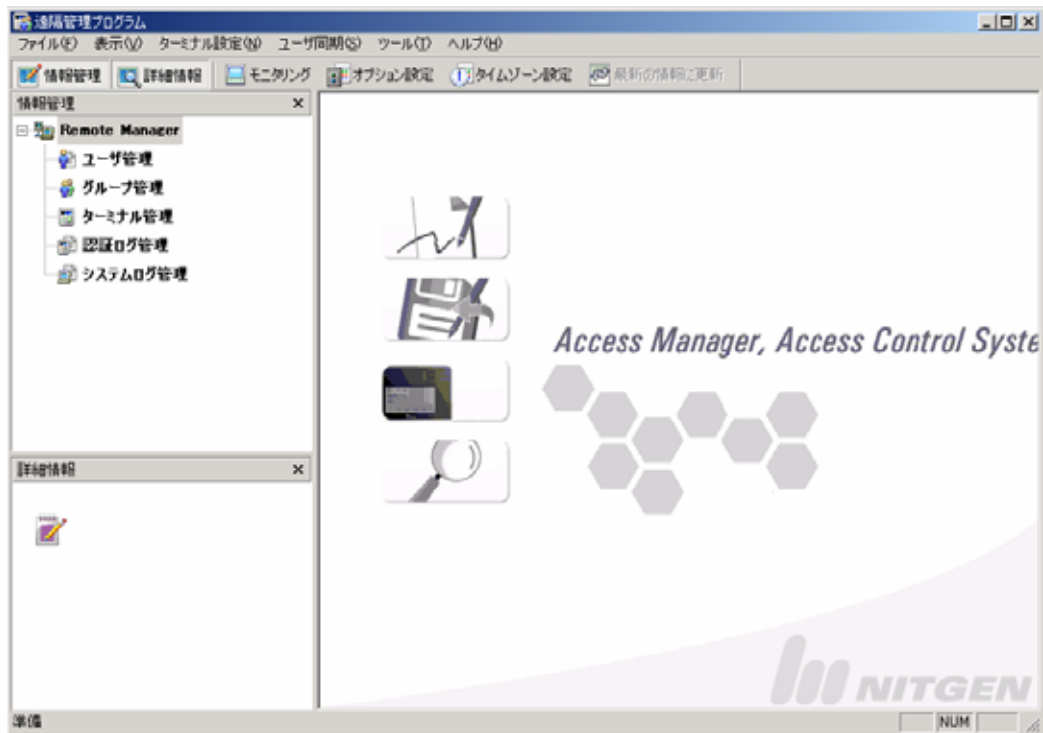 遠隔管理プログラム
ファイル(F) 表示(V) ターミナル設定(N) ユーザ同期(S) ツール(T) ヘルプ(H)
情報管理 詳細情報 モニタリング オプション設定 タイムゾーン設定 最新の情報に更新
情報管理
Remote Manager
ユーザ管理
グループ管理
ターミナル管理
認証ログ管理
システムログ管理
Access Manager, Access Control Syste
詳細情報
NITGEN
準備
NUM